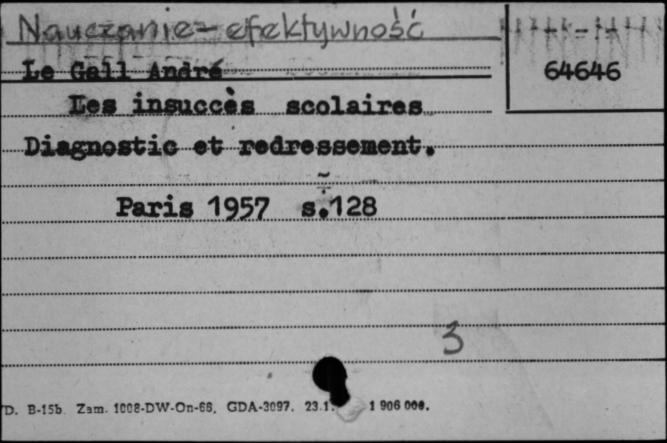 Nauczanie - efektywność
Le Gall André
64646
Les insuccès scolaires
Diagnostic et redressement.
Paris 1957 s.128
3
D. B-15b. Zam. 1008-DW-On-66. GDA-3097. 23.1. 1 906 000.